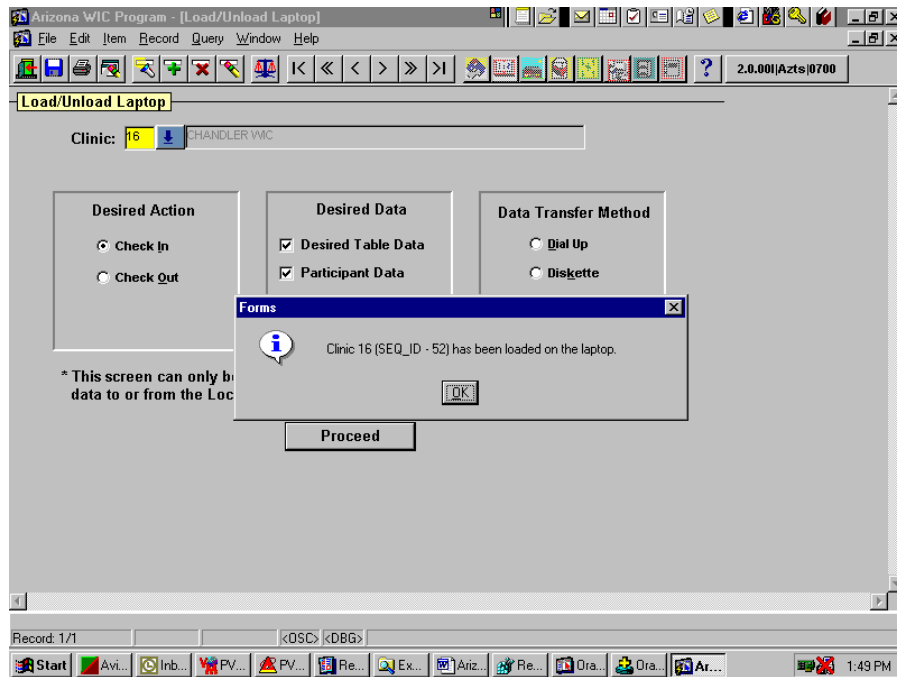 Arizona WIC Program - [Load/Unload Laptop]
File Edit Item Record Query Window Help
2.0.00||Azts|0700
Load/Unload Laptop
Clinic: 16 CHANDLER WIC
Desired Action
Check In
Check Out
Desired Data
Desired Table Data
Participant Data
Data Transfer Method
Dial Up
Diskette
Forms
Clinic 16 (SEQ_ID - 52) has been loaded on the laptop.
OK
* This screen can only b
data to or from the Loc
Proceed
Record: 1/1 <OSC> <DBG>
Start Avi... Inb... PV... PV... Re... Ex... Ariz... Re... Ora... Ora... Ar... 1:49 PM